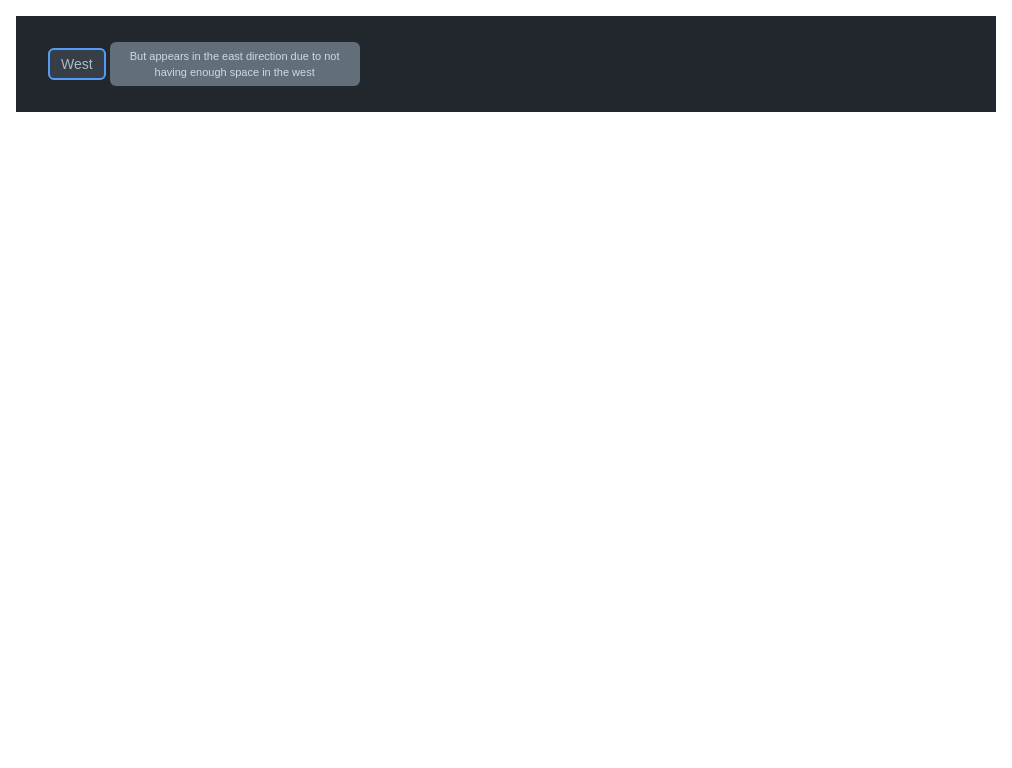 West
But appears in the east direction due to not
having enough space in the west